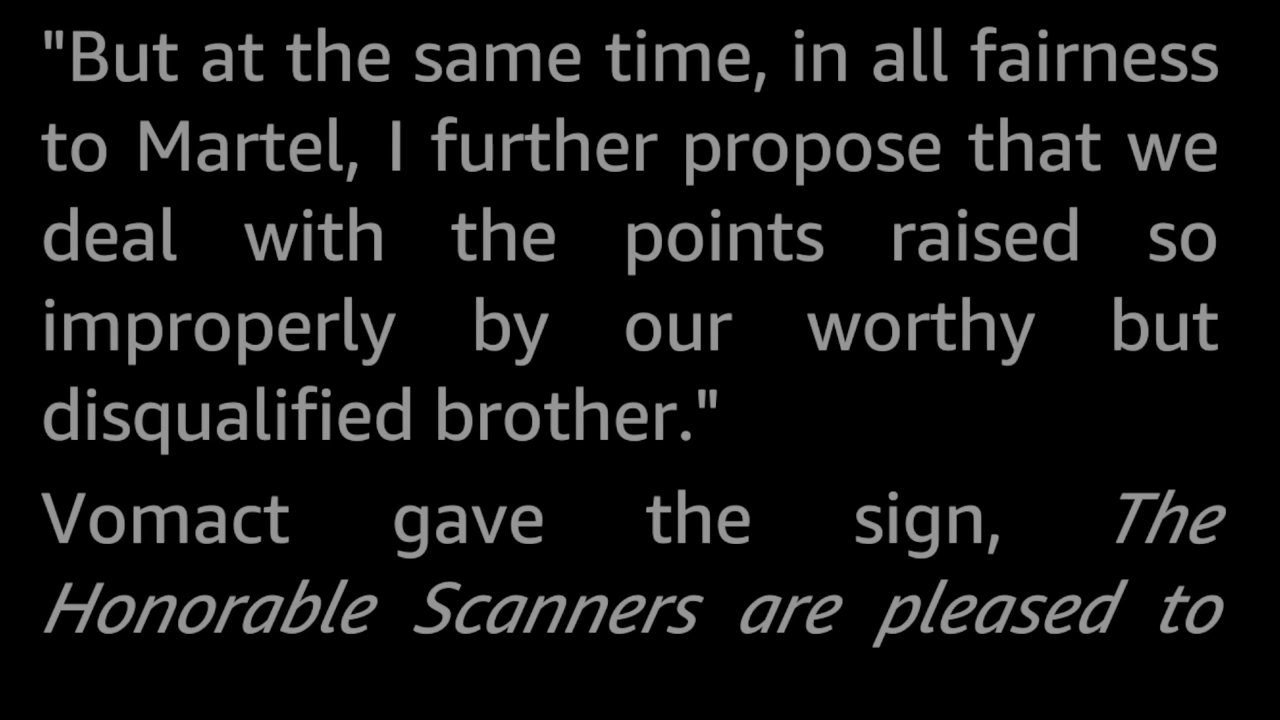 "But at the same time, in all fairness
to Martel, I further propose that we
deal with the points raised so
improperly by our worthy but
disqualified brother."
Vomact gave the sign, The
Honorable Scanners are pleased to